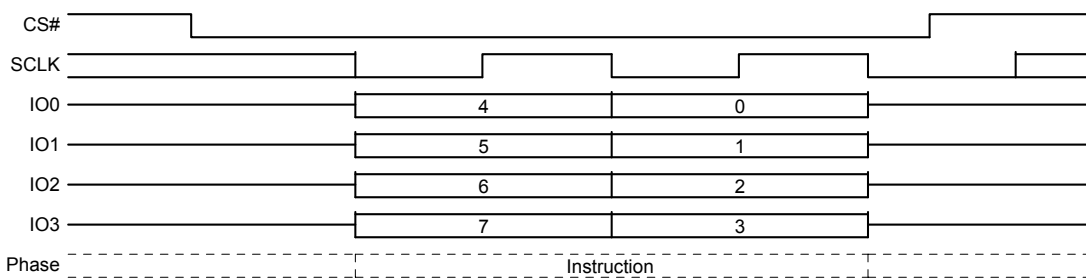 CS#
SCLK
IO0 4 0
IO1 5 1
IO2 6 2
IO3 7 3
Phase Instruction